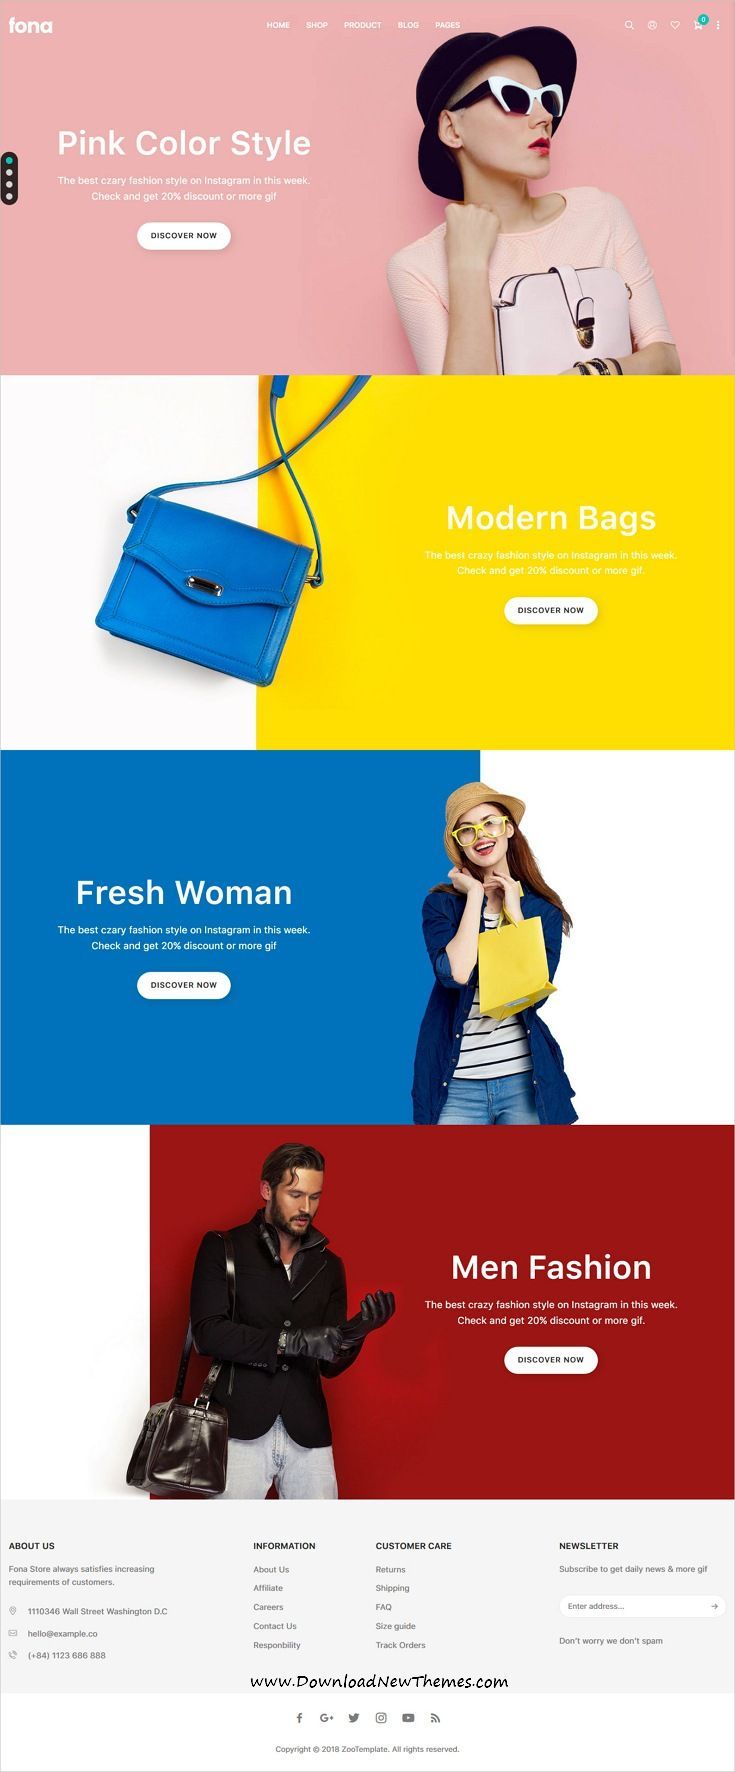 fona
HOME SHOP PRODUCT BLOG PAGES
0
Pink Color Style
The best czary fashion style on Instagram in this week.
Check and get 20% discount or more gif
DISCOVER NOW
Modern Bags
The best crazy fashion style on Instagram in this week.
Check and get 20% discount or more gif.
DISCOVER NOW
Fresh Woman
The best czary fashion style on Instagram in this week.
Check and get 20% discount or more gif
DISCOVER NOW
Men Fashion
The best crazy fashion style on Instagram in this week.
Check and get 20% discount or more gif.
DISCOVER NOW
ABOUT US
Fona Store always satisfies increasing
requirements of customers.
1110346 Wall Street Washington D.C
hello@example.co
(+84) 1123 686 888
INFORMATION
About Us
Affiliate
Careers
Contact Us
Responbility
CUSTOMER CARE
Returns
Shipping
FAQ
Size guide
Track Orders
NEWSLETTER
Subscribe to get daily news & more gif
Enter address...
Don't worry we don't spam
www.DownloadNewThemes.com
Copyright © 2018 ZooTemplate. All rights reserved.